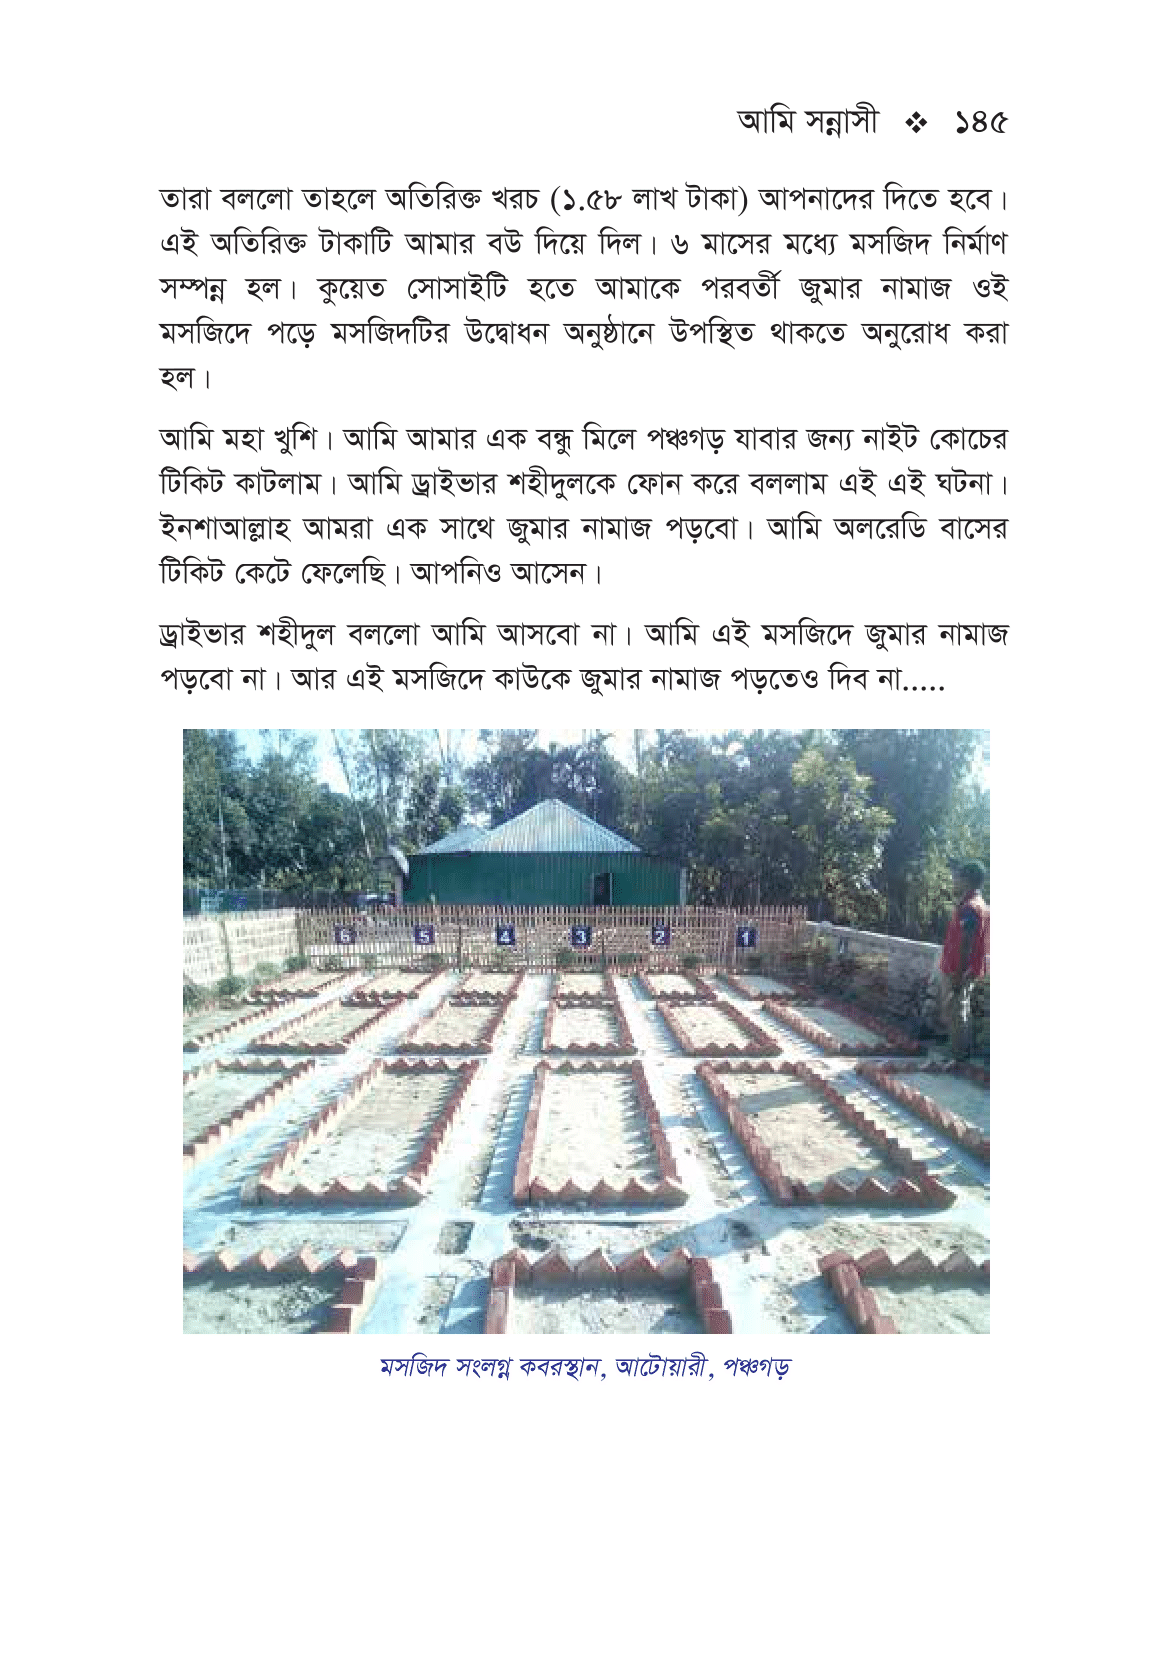 আমি সন্নাসী ❖ ১৪৫
তারা বললো তাহলে অতিরিক্ত খরচ (১.৫৮ লাখ টাকা) আপনাদের দিতে হবে।
এই অতিরিক্ত টাকাটি আমার বউ দিয়ে দিল। ৬ মাসের মধ্যে মসজিদ নির্মাণ
সম্পন্ন হল। কুয়েত সোসাইটি হতে আমাকে পরবর্তী জুমার নামাজ ওই
মসজিদে পড়ে মসজিদটির উদ্বোধন অনুষ্ঠানে উপস্থিত থাকতে অনুরোধ করা
হল।
আমি মহা খুশি। আমি আমার এক বন্ধু মিলে পঞ্চগড় যাবার জন্য নাইট কোচের
টিকিট কাটলাম। আমি ড্রাইভার শহীদুলকে ফোন করে বললাম এই এই ঘটনা।
ইনশাআল্লাহ আমরা এক সাথে জুমার নামাজ পড়বো। আমি অলরেডি বাসের
টিকিট কেটে ফেলেছি। আপনিও আসেন।
ড্রাইভার শহীদুল বললো আমি আসবো না। আমি এই মসজিদে জুমার নামাজ
পড়বো না। আর এই মসজিদে কাউকে জুমার নামাজ পড়তেও দিব না.....
6 5 4 3 2 1
মসজিদ সংলগ্ন কবরস্থান, আটোয়ারী, পঞ্চগড়